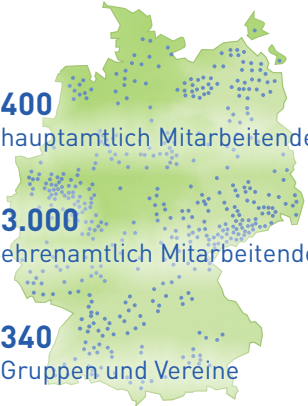 400
hauptamtlich Mitarbeitende
3.000
ehrenamtlich Mitarbeitende
340
Gruppen und Vereine